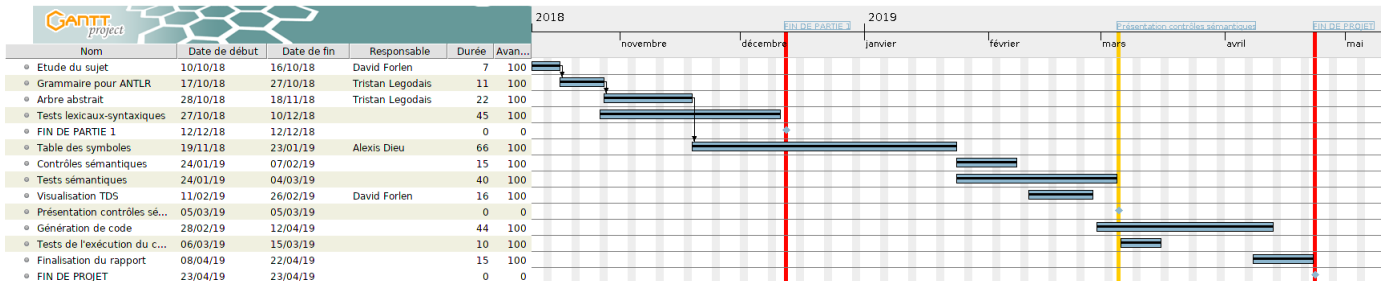 GANTT
project
2018
2019
FIN DE PARTIE 1
Présentation contrôles sémantiques
FIN DE PROJET
novembre
décembre
janvier
février
mars
avril
mai
Nom Date de début Date de fin Responsable Durée Avan...
Etude du sujet 10/10/18 16/10/18 David Forlen 7 100
Grammaire pour ANTLR 17/10/18 27/10/18 Tristan Legodais 11 100
Arbre abstrait 28/10/18 18/11/18 Tristan Legodais 22 100
Tests lexicaux-syntaxiques 27/10/18 10/12/18 45 100
FIN DE PARTIE 1 12/12/18 12/12/18 0 0
Table des symboles 19/11/18 23/01/19 Alexis Dieu 66 100
Contrôles sémantiques 24/01/19 07/02/19 15 100
Tests sémantiques 24/01/19 04/03/19 40 100
Visualisation TDS 11/02/19 26/02/19 David Forlen 16 100
Présentation contrôles sé... 05/03/19 05/03/19 0 0
Génération de code 28/02/19 12/04/19 44 100
Tests de l'exécution du c... 06/03/19 15/03/19 10 100
Finalisation du rapport 08/04/19 22/04/19 15 100
FIN DE PROJET 23/04/19 23/04/19 0 0